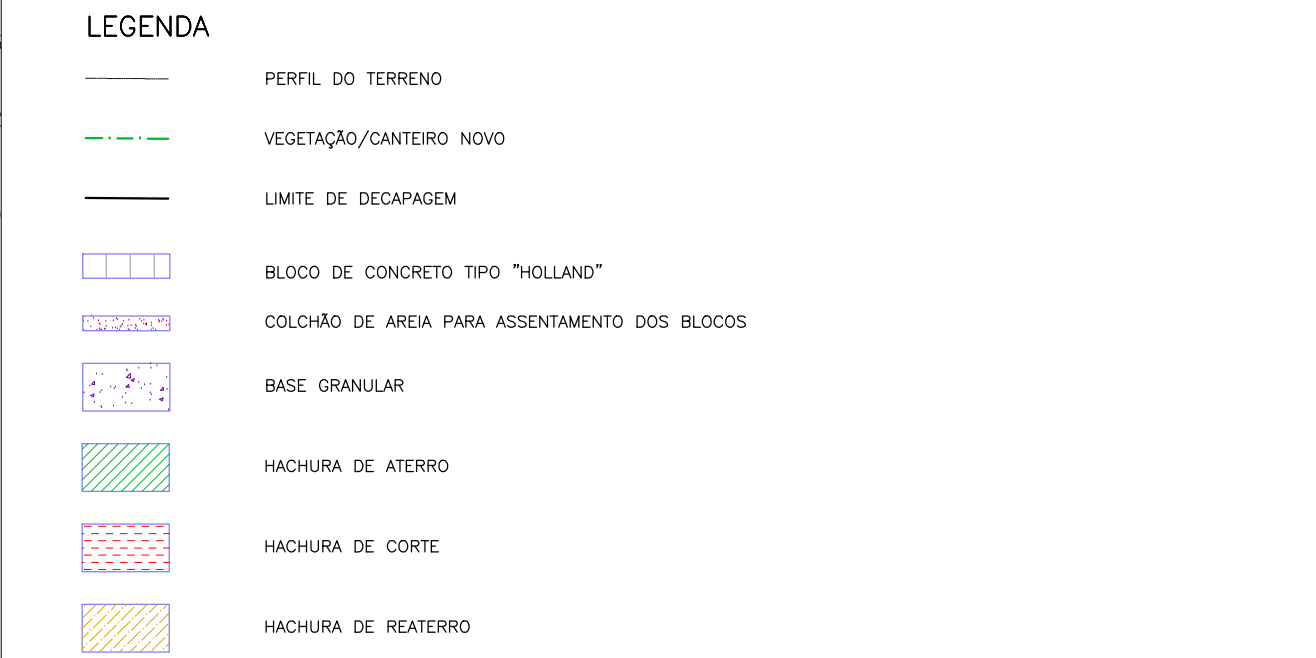 LEGENDA
PERFIL DO TERRENO
VEGETAÇÃO/CANTEIRO NOVO
LIMITE DE DECAPAGEM
BLOCO DE CONCRETO TIPO "HOLLAND"
COLCHÃO DE AREIA PARA ASSENTAMENTO DOS BLOCOS
BASE GRANULAR
HACHURA DE ATERRO
HACHURA DE CORTE
HACHURA DE REATERRO